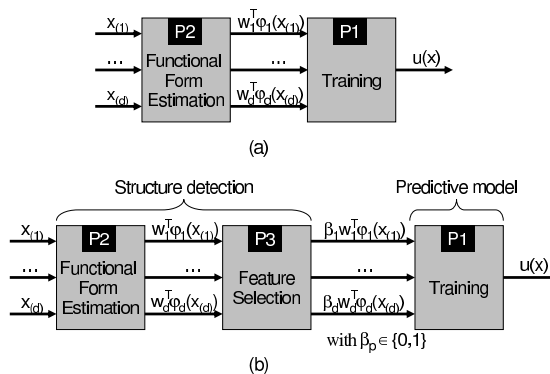 x(1) P2 w1Tφ1(x(1)) P1
... Functional ... Training u(x)
Form
x(d) Estimation wdTφd(x(d))
(a)
Structure detection Predictive model
x(1) P2 w1Tφ1(x(1)) P3 β1w1Tφ1(x(1)) P1
... Functional ... Feature ... Training u(x)
Form Selection
x(d) Estimation wdTφd(x(d)) βdwdTφd(x(d))
with βp ∈ {0,1}
(b)